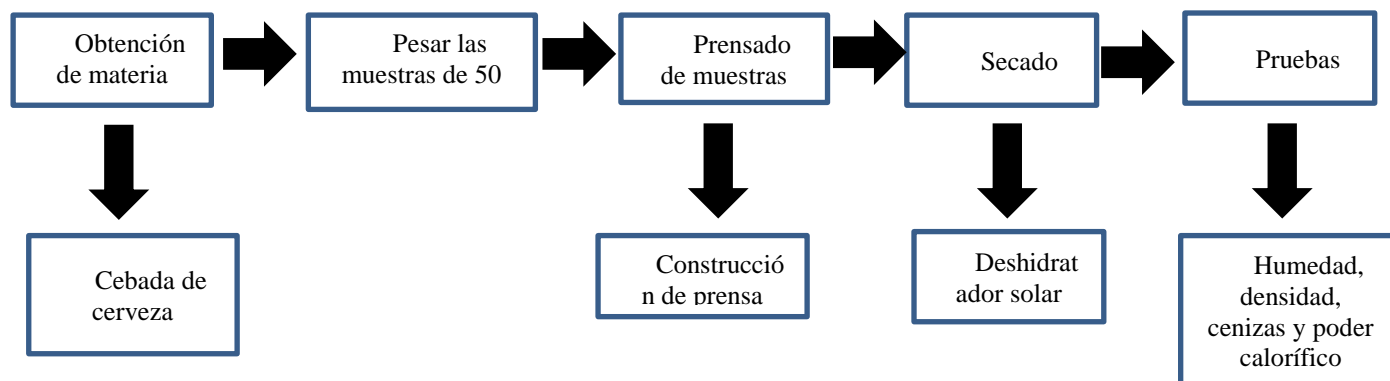 Obtención
de materia
Pesar las
muestras de 50
Prensado
de muestras
Secado
Pruebas
Cebada de
cerveza
Construcció
n de prensa
Deshidrat
ador solar
Humedad,
densidad,
cenizas y poder
calorífico